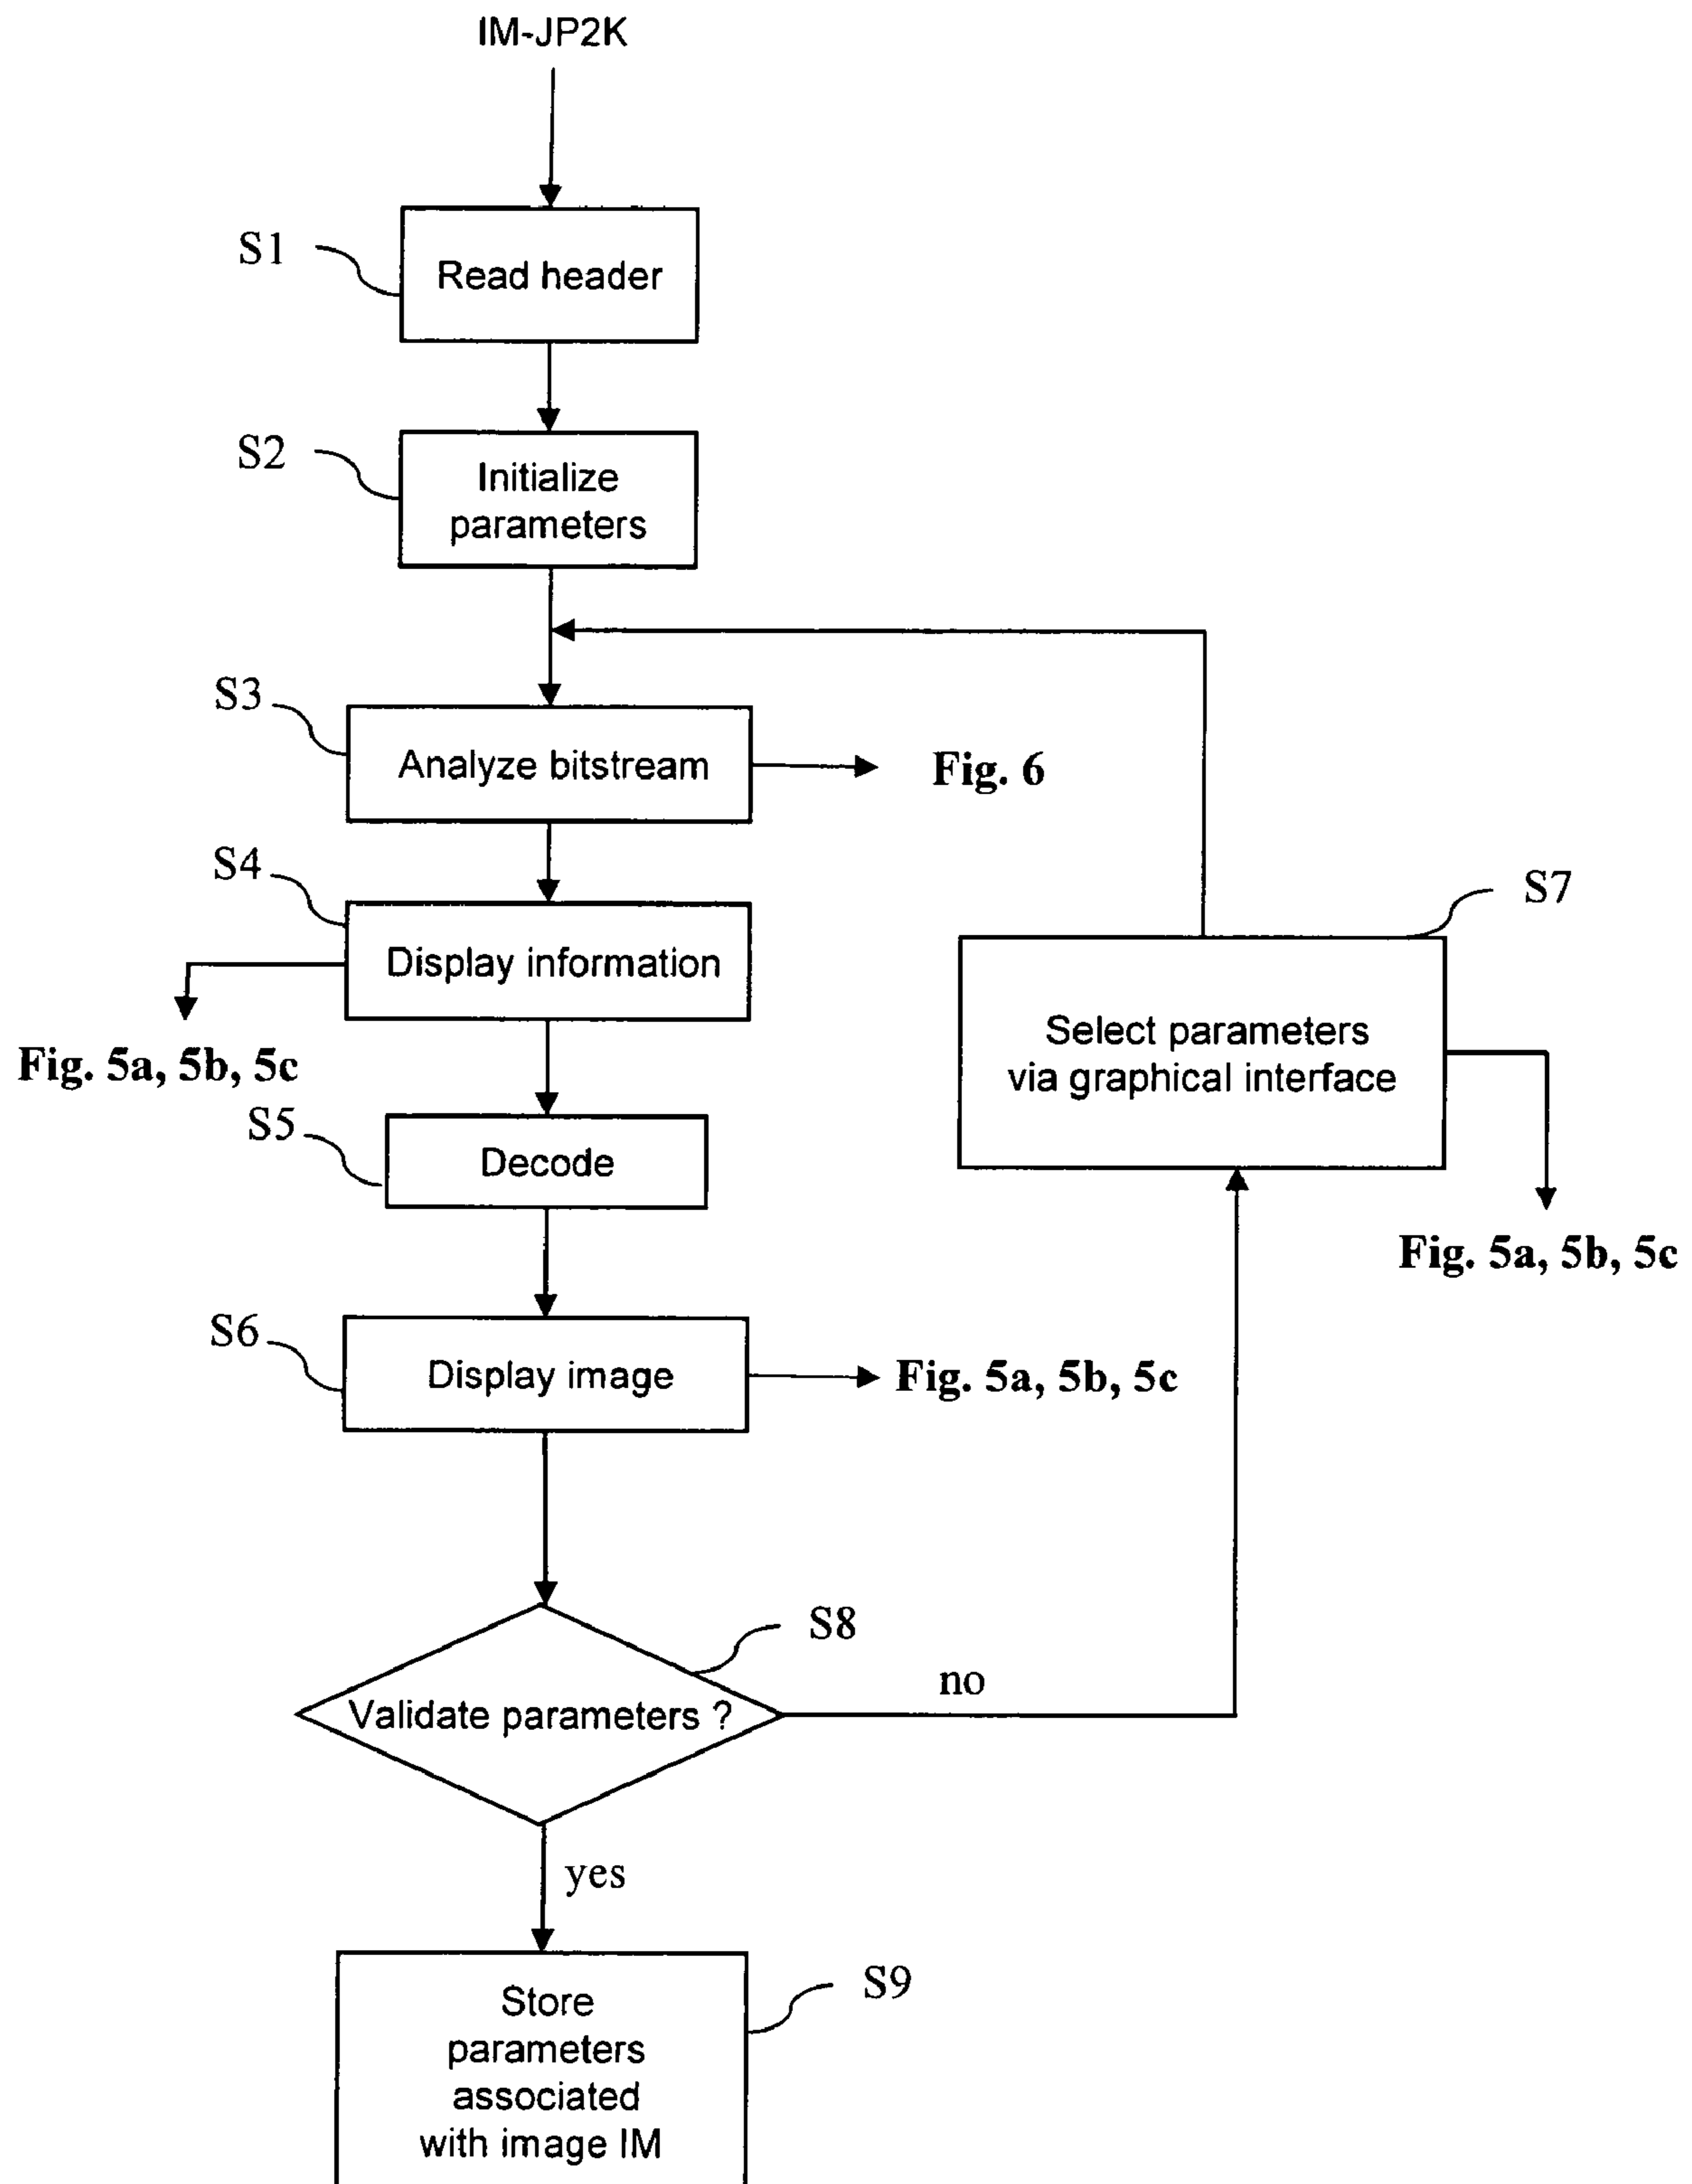 IM-JP2K
S1
Read header
S2
Initialize
parameters
S3
Analyze bitstream
Fig. 6
S4
Display information
Fig. 5a, 5b, 5c
S7
Select parameters
via graphical interface
Fig. 5a, 5b, 5c
S5
Decode
S6
Display image
Fig. 5a, 5b, 5c
S8
Validate parameters ?
no
yes
S9
Store
parameters
associated
with image IM